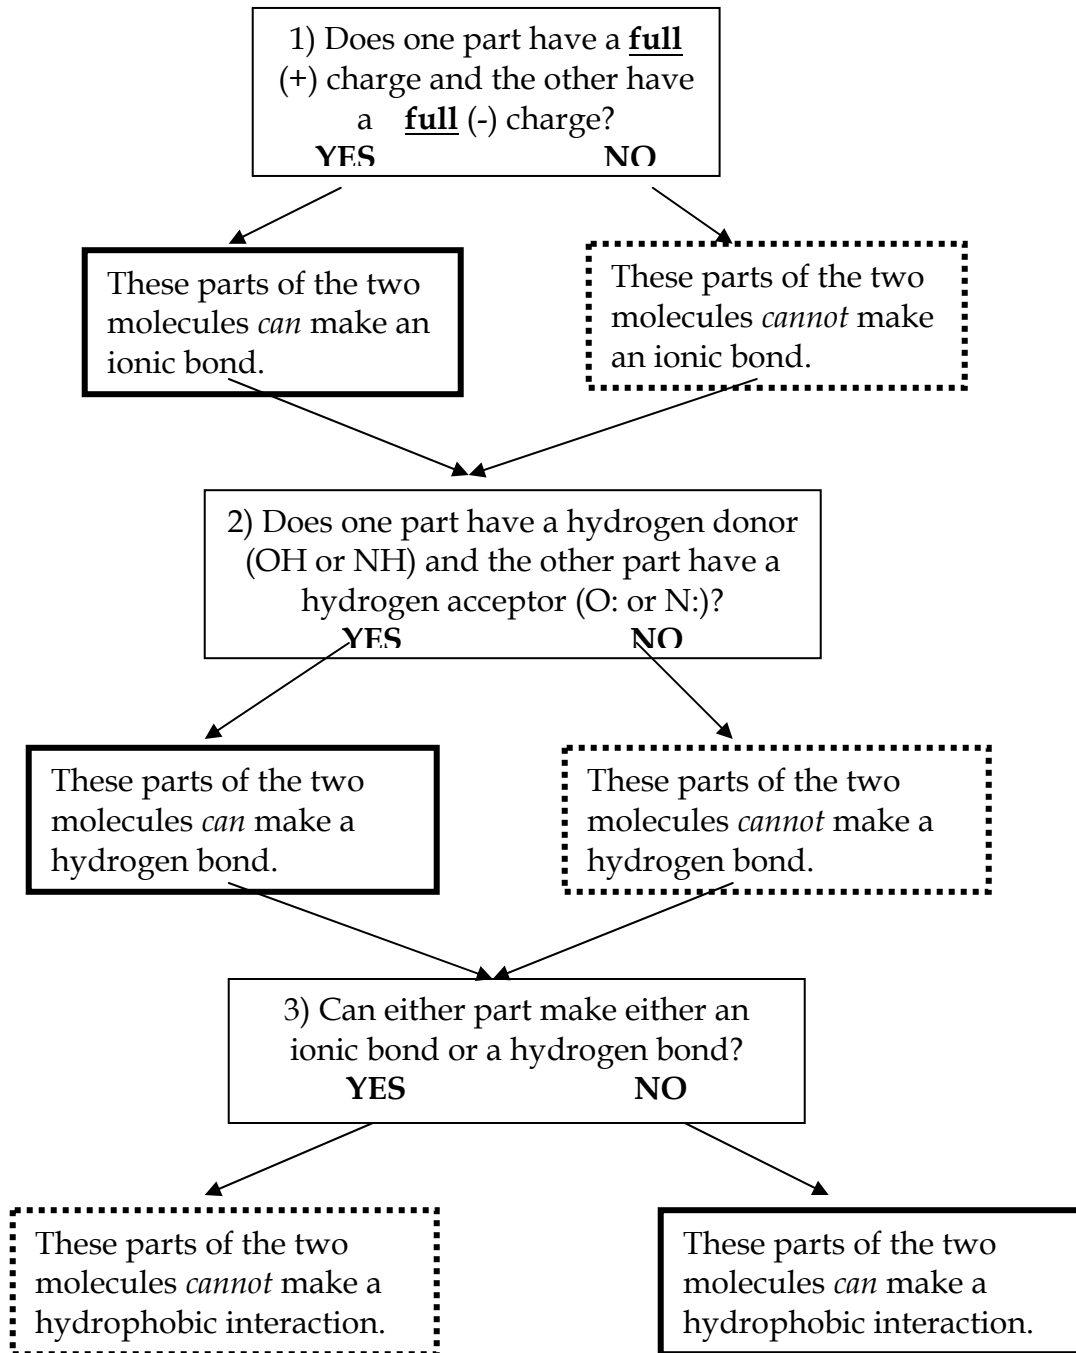 1) Does one part have a full
(+) charge and the other have
a full (-) charge?
YES NO
These parts of the two
molecules can make an
ionic bond.
These parts of the two
molecules cannot make
an ionic bond.
2) Does one part have a hydrogen donor
(OH or NH) and the other part have a
hydrogen acceptor (O: or N:)?
YES NO
These parts of the two
molecules can make a
hydrogen bond.
These parts of the two
molecules cannot make a
hydrogen bond.
3) Can either part make either an
ionic bond or a hydrogen bond?
YES NO
These parts of the two
molecules cannot make a
hydrophobic interaction.
These parts of the two
molecules can make a
hydrophobic interaction.